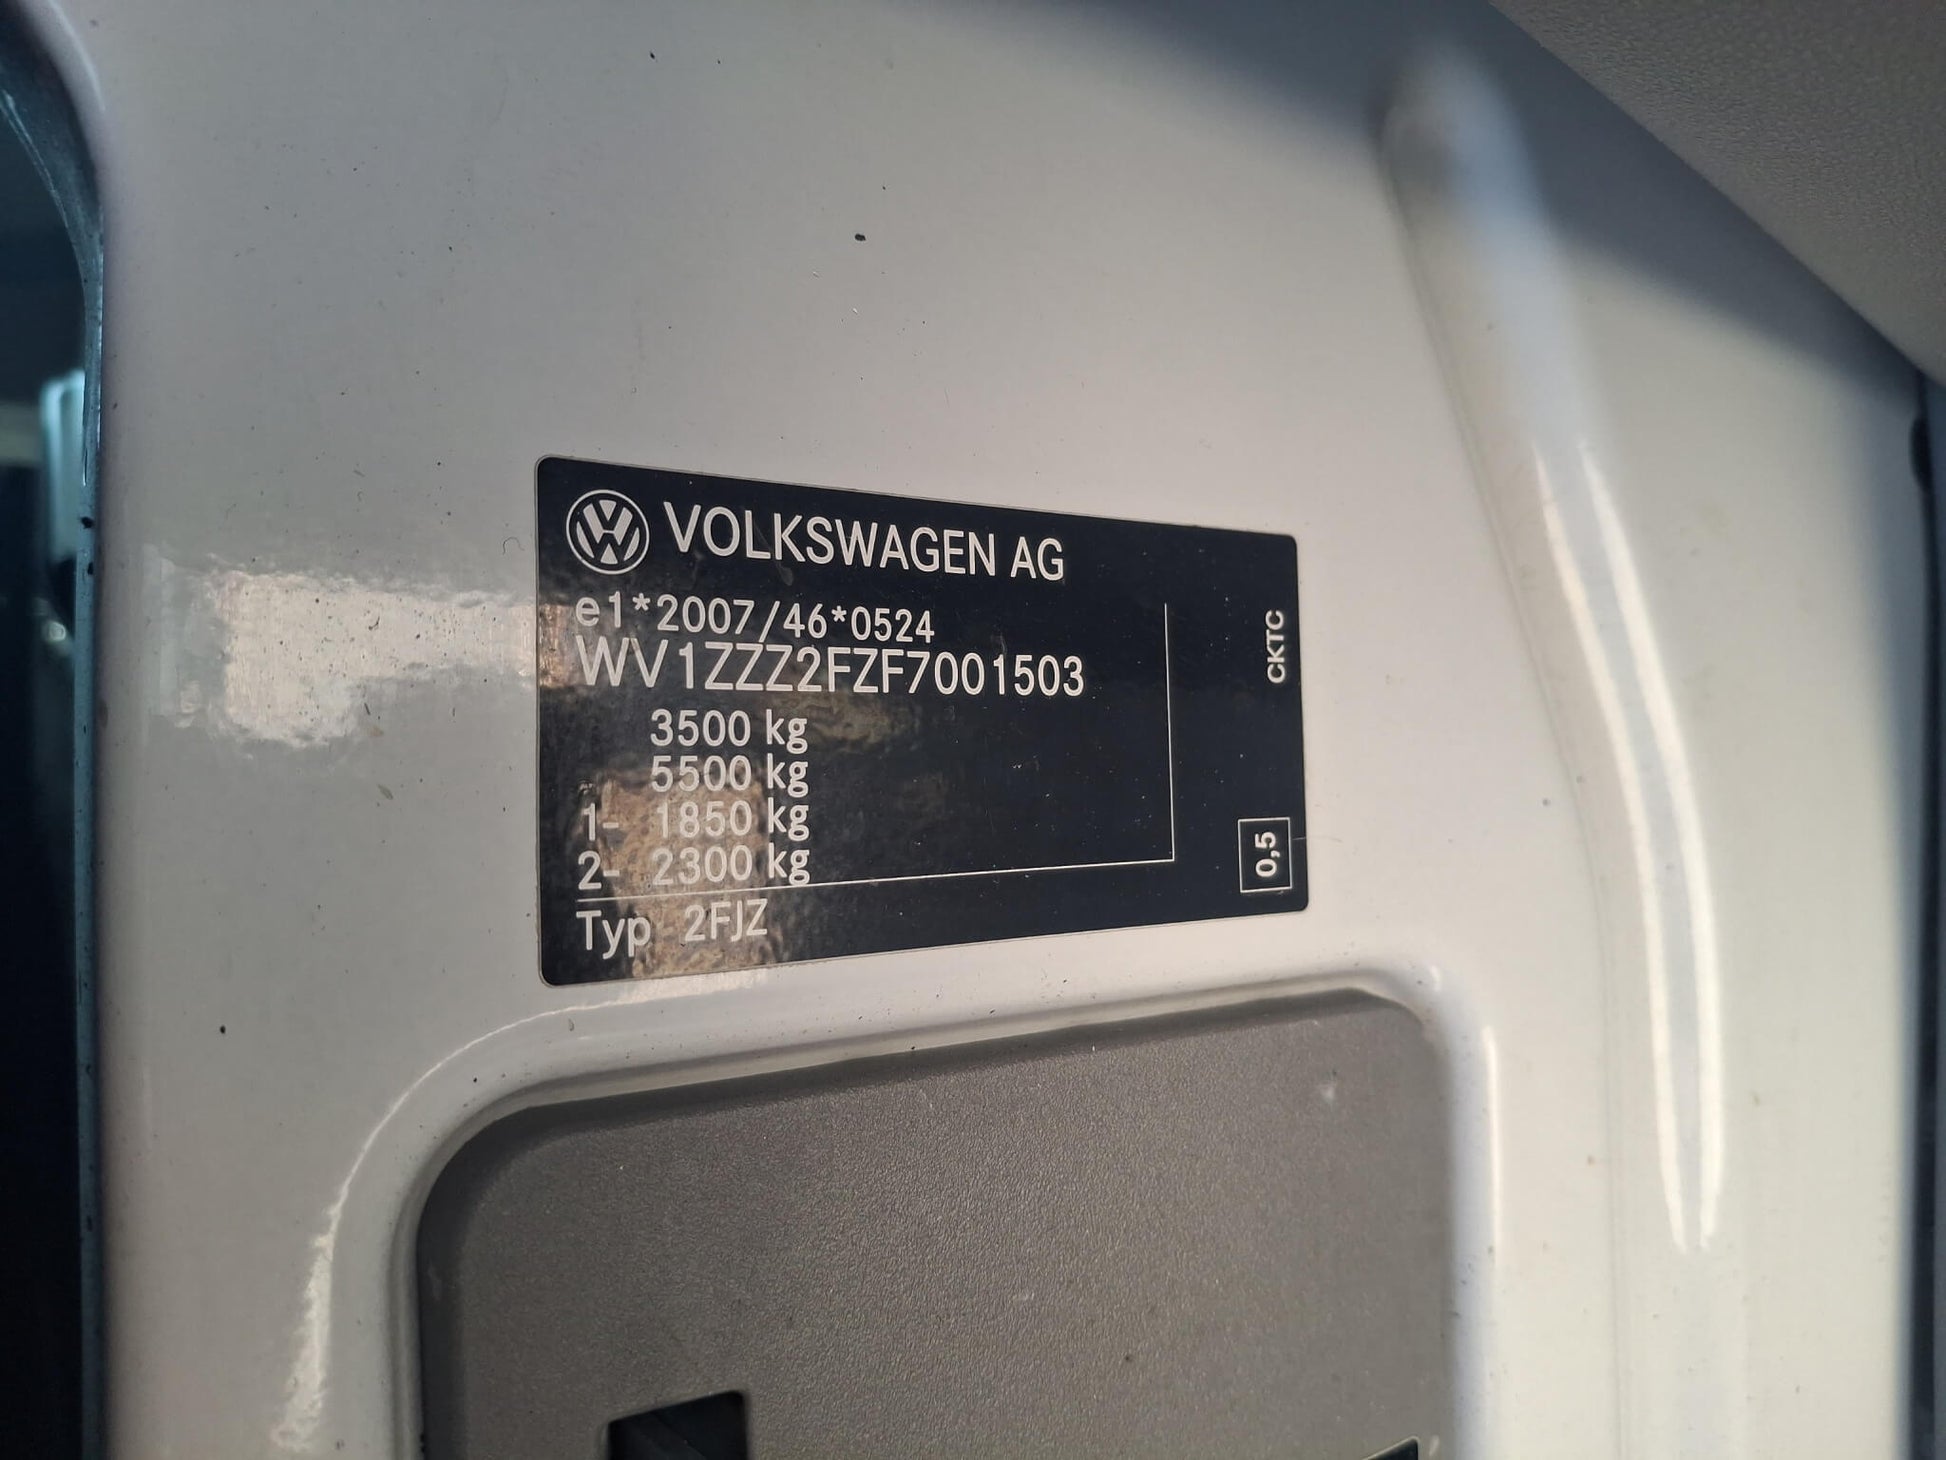 VOLKSWAGEN AG
e1*2007/46*0524
WV1ZZZ2FZF7001503
3500 kg
5500 kg
1- 1850 kg
2- 2300 kg
Typ 2FJZ
CKTC
0,5